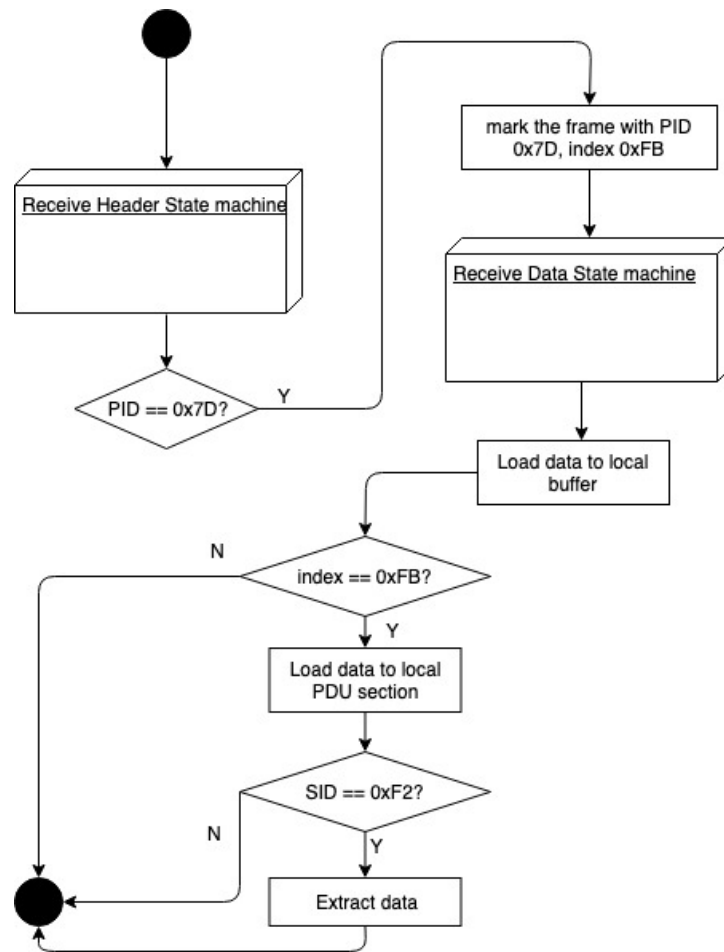 Receive Header State machine
PID == 0x7D?
Y
mark the frame with PID
0x7D, index 0xFB
Receive Data State machine
Load data to local
buffer
index == 0xFB?
N
Y
Load data to local
PDU section
SID == 0xF2?
N
Y
Extract data